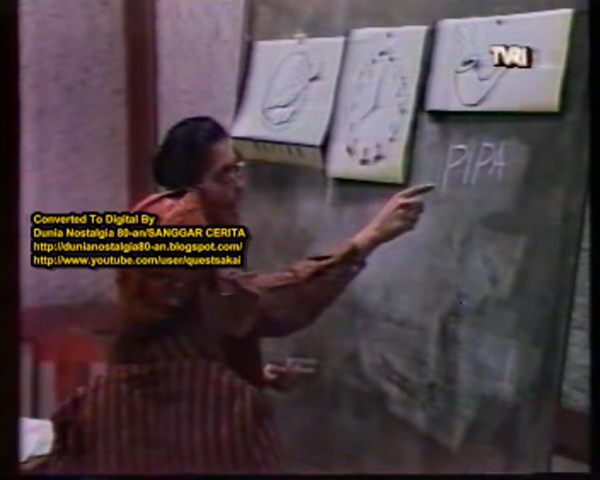 TVRI
PIPA
Converted To Digital By
Dunia Nostalgia 80-an/SANGGAR CERITA
http://dunianostalgia80-an.blogspot.com/
http://www.youtube.com/user/questsakai